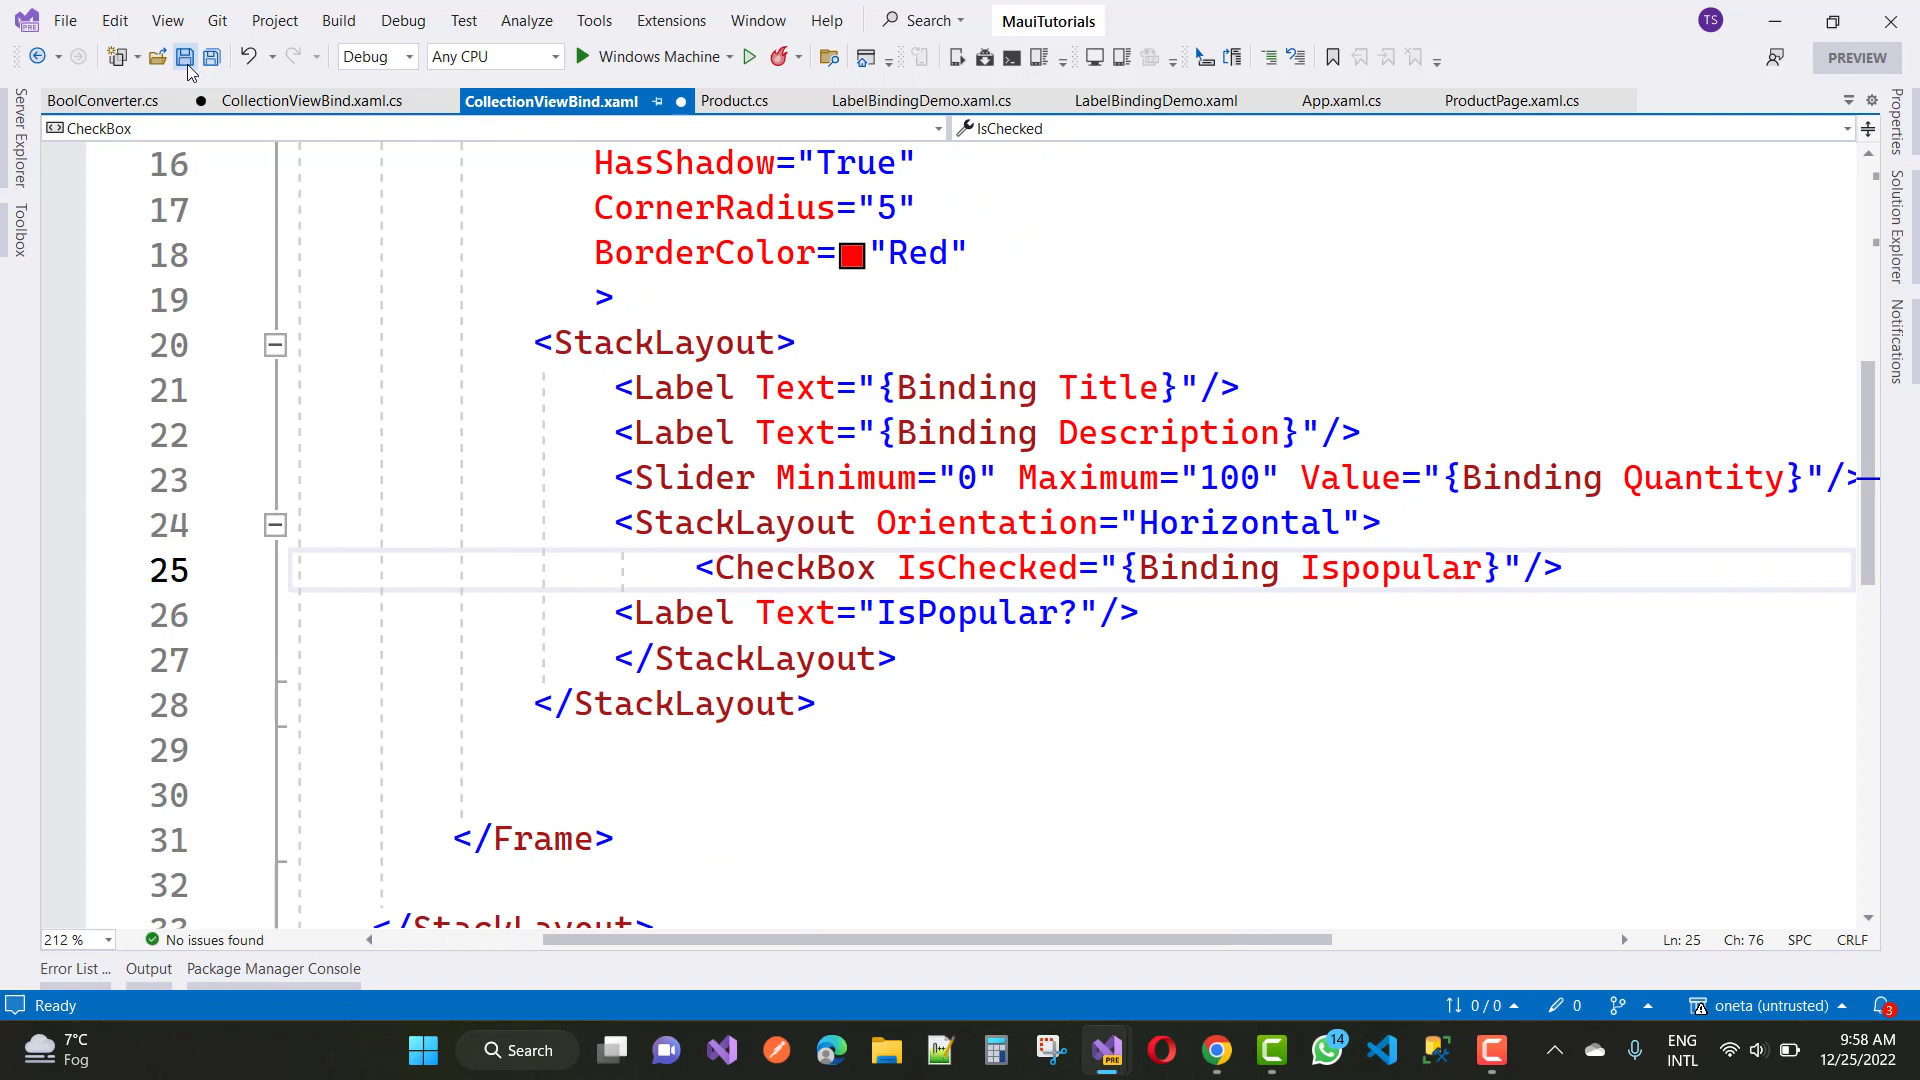 File Edit View Git Project Build Debug Test Analyze Tools Extensions Window Help Search MauiTutorials TS
Debug Any CPU Windows Machine PREVIEW
BoolConverter.cs CollectionViewBind.xaml.cs CollectionViewBind.xaml Product.cs LabelBindingDemo.xaml.cs LabelBindingDemo.xaml App.xaml.cs ProductPage.xaml.cs
CheckBox IsChecked
Server Explorer
Toolbox
16 HasShadow="True"
17 CornerRadius="5"
18 BorderColor="Red"
19 >
20 <StackLayout>
21 <Label Text="{Binding Title}"/>
22 <Label Text="{Binding Description}"/>
23 <Slider Minimum="0" Maximum="100" Value="{Binding Quantity}"/>
24 <StackLayout Orientation="Horizontal">
25 <CheckBox IsChecked="{Binding Ispopular}"/>
26 <Label Text="IsPopular?"/>
27 </StackLayout>
28 </StackLayout>
29
30
31 </Frame>
32
33 </StackLayout>
Properties
Solution Explorer
Notifications
212 % No issues found Ln: 25 Ch: 76 SPC CRLF
Error List ... Output Package Manager Console
Ready 0 / 0 0 oneta (untrusted) 3
7°C
Fog
Search
14
PRE
ENG
INTL
9:58 AM
12/25/2022